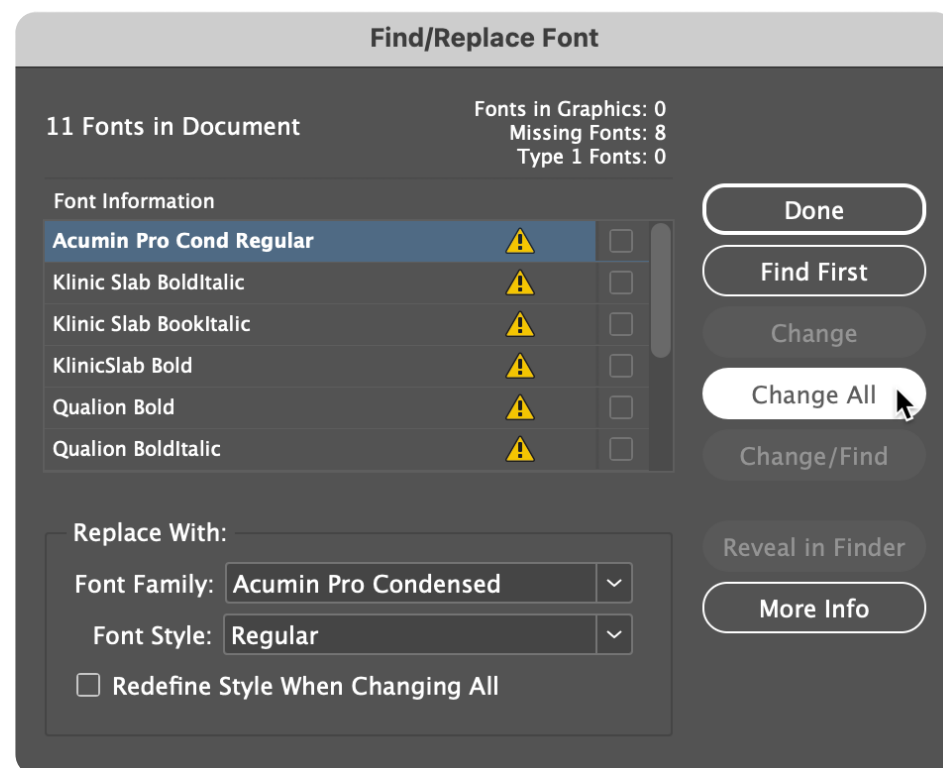 Find/Replace Font
11 Fonts in Document
Fonts in Graphics: 0
Missing Fonts: 8
Type 1 Fonts: 0
Font Information
Acumin Pro Cond Regular
Klinic Slab BoldItalic
Klinic Slab BookItalic
KlinicSlab Bold
Qualion Bold
Qualion BoldItalic
Done
Find First
Change
Change All
Change/Find
Reveal in Finder
More Info
Replace With:
Font Family: Acumin Pro Condensed
Font Style: Regular
Redefine Style When Changing All